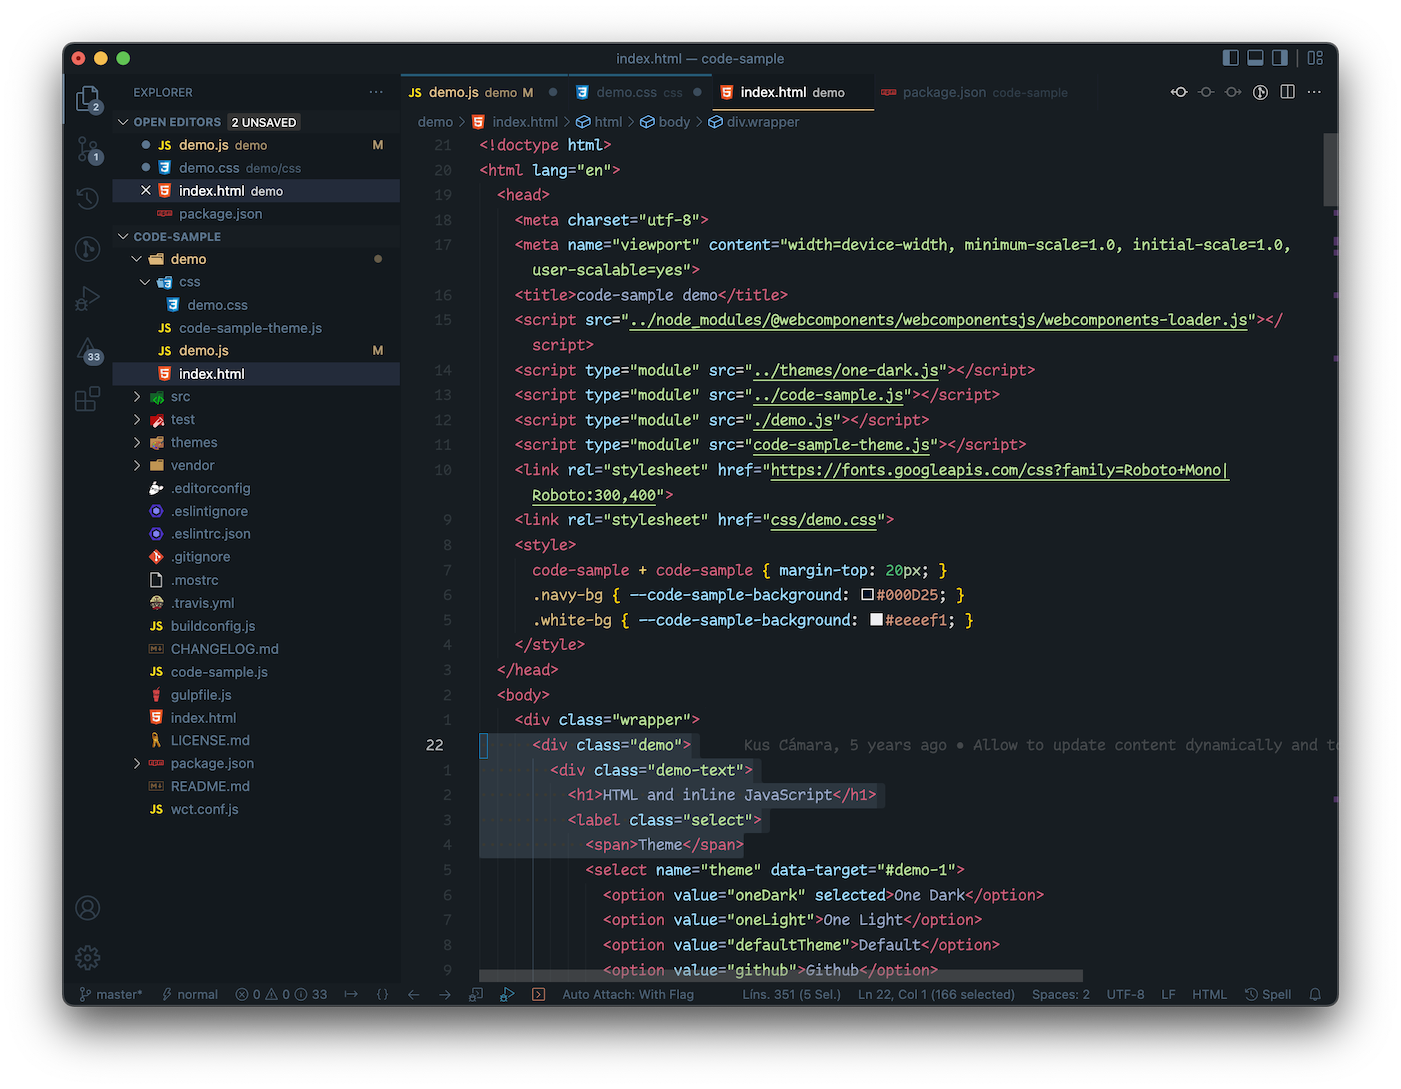 index.html — code-sample
EXPLORER
OPEN EDITORS 2 UNSAVED
JS demo.js demo M
demo.css demo/css
index.html demo
package.json
CODE-SAMPLE
demo
css
demo.css
JS code-sample-theme.js
JS demo.js M
index.html
src
test
themes
vendor
.editorconfig
.eslintignore
.eslintrc.json
.gitignore
.mostrc
.travis.yml
JS buildconfig.js
CHANGELOG.md
JS code-sample.js
gulpfile.js
index.html
LICENSE.md
package.json
README.md
wct.conf.js
2
1
33
JS demo.js demo M
demo.css css
index.html demo
package.json code-sample
demo > index.html > html > body > div.wrapper
21 <!doctype html>
20 <html lang="en">
19 <head>
18 <meta charset="utf-8">
17 <meta name="viewport" content="width=device-width, minimum-scale=1.0, initial-scale=1.0,
user-scalable=yes">
16 <title>code-sample demo</title>
15 <script src="../node_modules/@webcomponents/webcomponentsjs/webcomponents-loader.js"></
script>
14 <script type="module" src="../themes/one-dark.js"></script>
13 <script type="module" src="../code-sample.js"></script>
12 <script type="module" src="./demo.js"></script>
11 <script type="module" src="code-sample-theme.js"></script>
10 <link rel="stylesheet" href="https://fonts.googleapis.com/css?family=Roboto+Mono|
Roboto:300,400">
9 <link rel="stylesheet" href="css/demo.css">
8 <style>
7 code-sample + code-sample { margin-top: 20px; }
6 .navy-bg { --code-sample-background: #000D25; }
5 .white-bg { --code-sample-background: #eeeef1; }
4 </style>
3 </head>
2 <body>
1 <div class="wrapper">
22 <div class="demo"> Kus Cámara, 5 years ago • Allow to update content dynamically and to
1 <div class="demo-text">
2 <h1>HTML and inline JavaScript</h1>
3 <label class="select">
4 <span>Theme</span>
5 <select name="theme" data-target="#demo-1">
6 <option value="oneDark" selected>One Dark</option>
7 <option value="oneLight">One Light</option>
8 <option value="defaultTheme">Default</option>
9 <option value="github">Github</option>
master* normal 0 0 33 {} Auto Attach: With Flag Líns. 351 (5 Sel.) Ln 22, Col 1 (166 selected) Spaces: 2 UTF-8 LF HTML Spell